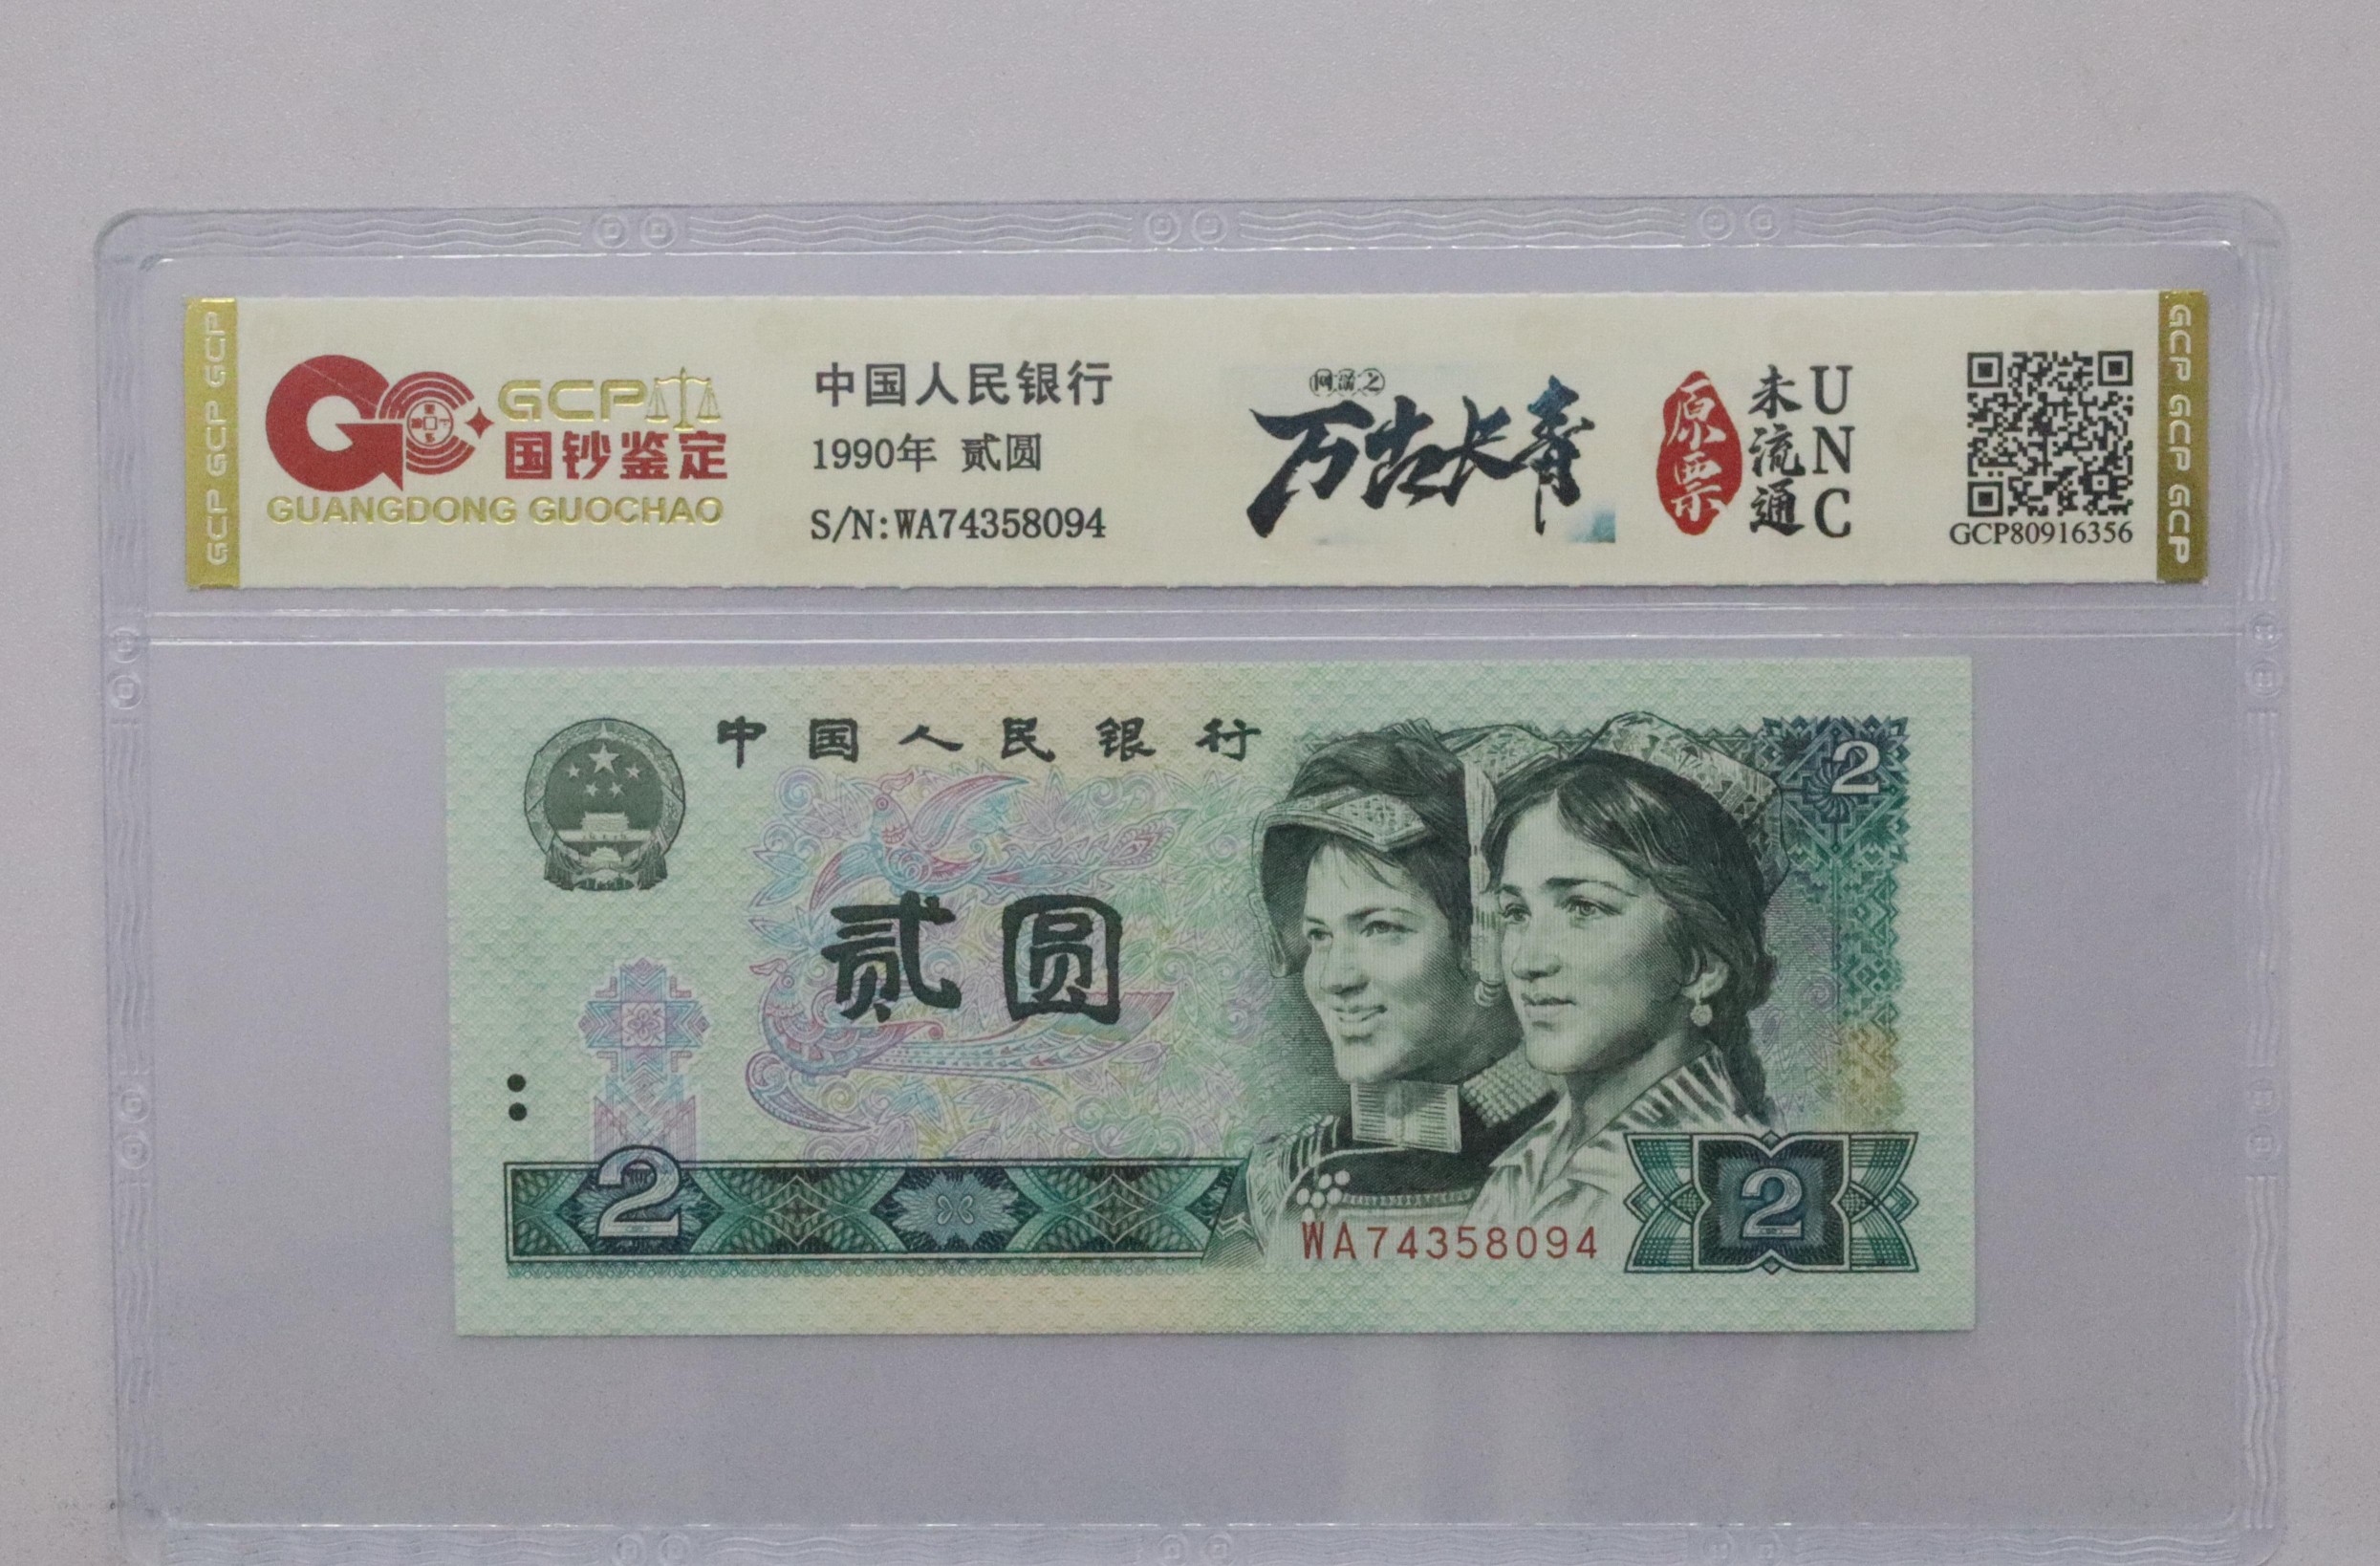 GCP GCP GCP
GCP
国钞鉴定
GUANGDONG GUOCHAO
中国人民银行
1990年 贰圆
S/N:WA74358094
万古长青
原票
未流通
UNC
GCP80916356
GCP GCP GCP
中国人民银行
2
贰圆
2
WA74358094
2